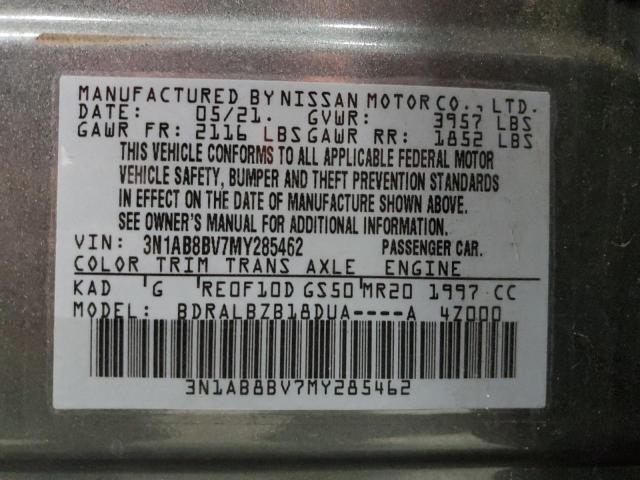 MANUFACTURED BY NISSAN MOTOR CO., LTD.
DATE: 05/21. GVWR: 3957 LBS
GAWR FR: 2116 LBS GAWR RR: 1852 LBS
THIS VEHICLE CONFORMS TO ALL APPLICABLE FEDERAL MOTOR
VEHICLE SAFETY, BUMPER AND THEFT PREVENTION STANDARDS
IN EFFECT ON THE DATE OF MANUFACTURE SHOWN ABOVE.
SEE OWNER'S MANUAL FOR ADDITIONAL INFORMATION.
VIN: 3N1AB8BV7MY285462 PASSENGER CAR.
COLOR TRIM TRANS AXLE ENGINE
KAD G RE0F10D GS50 MR20 1997 CC
MODEL: BDRALBZB18DUA----A 4Z000
3N1AB8BV7MY285462